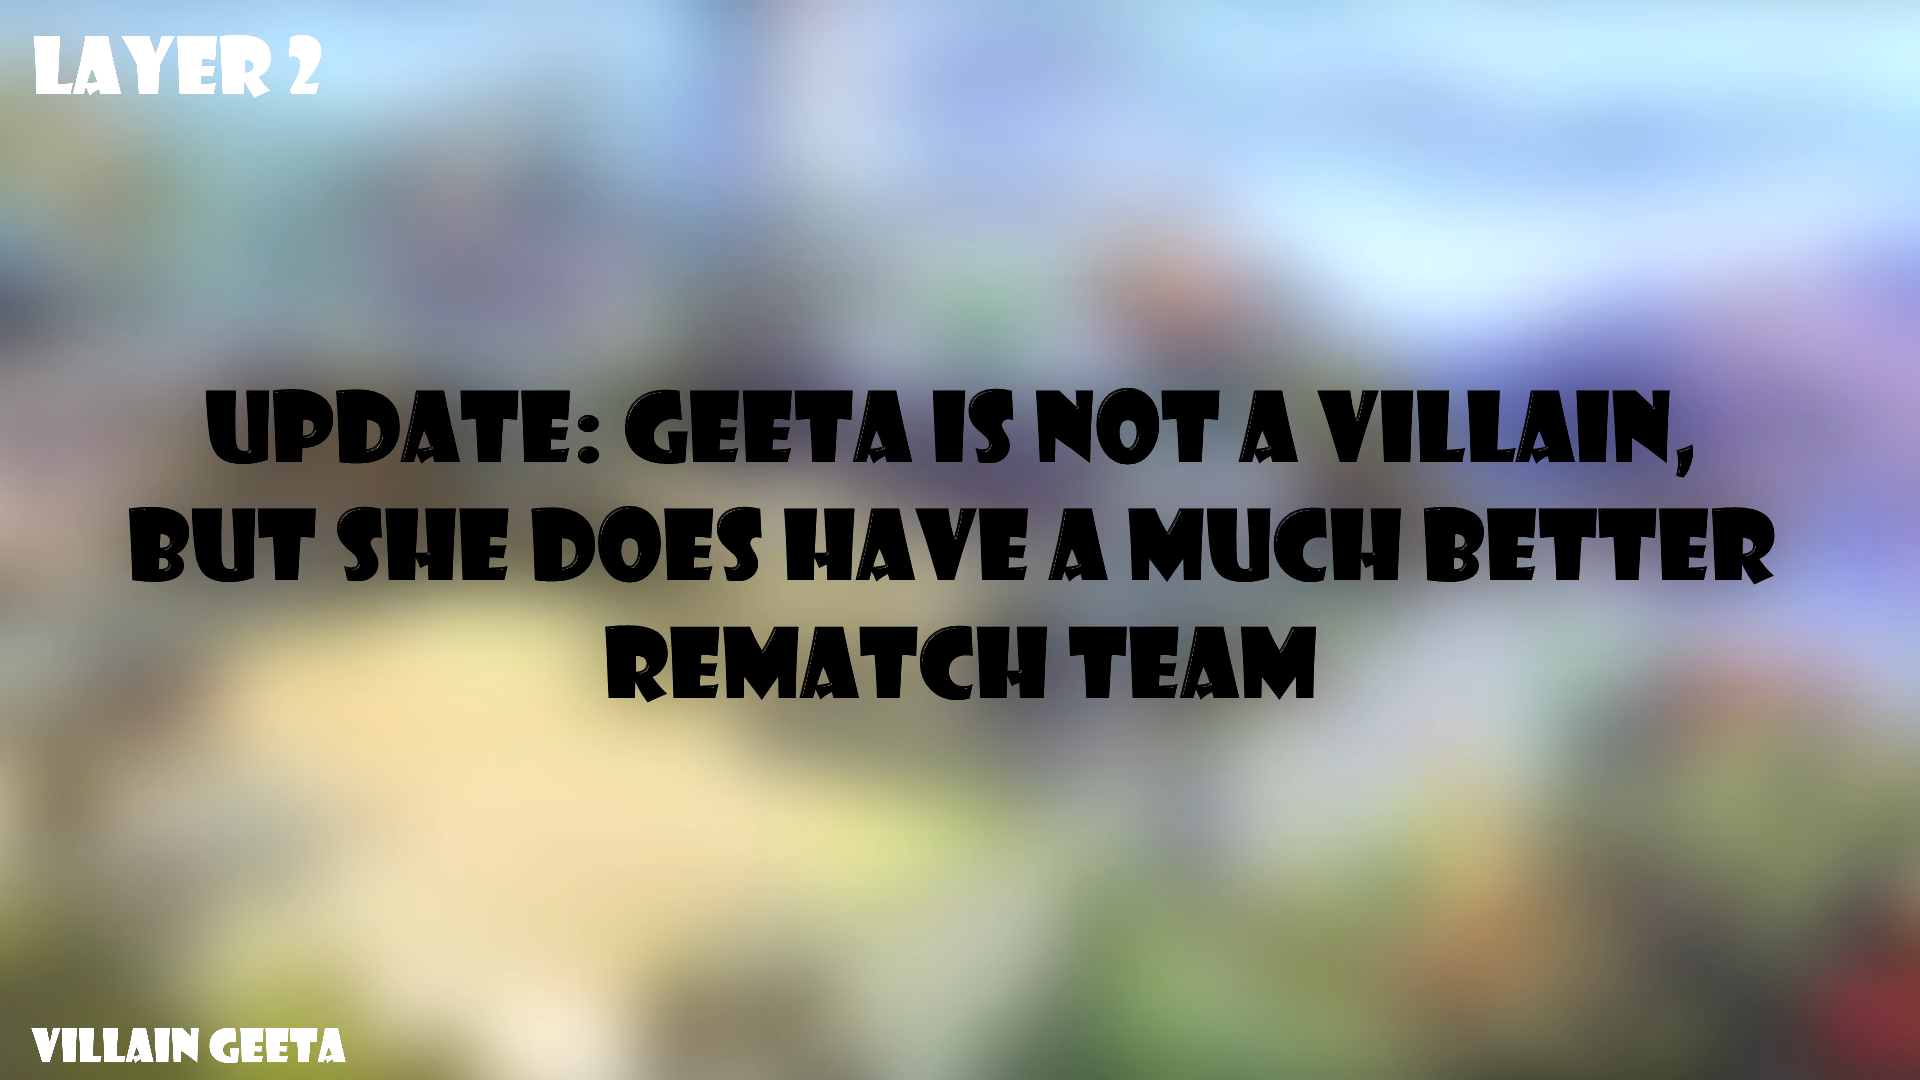 LAYER 2
UPDATE: GEETA IS NOT A VILLAIN,
BUT SHE DOES HAVE A MUCH BETTER
REMATCH TEAM
VILLAIN GEETA